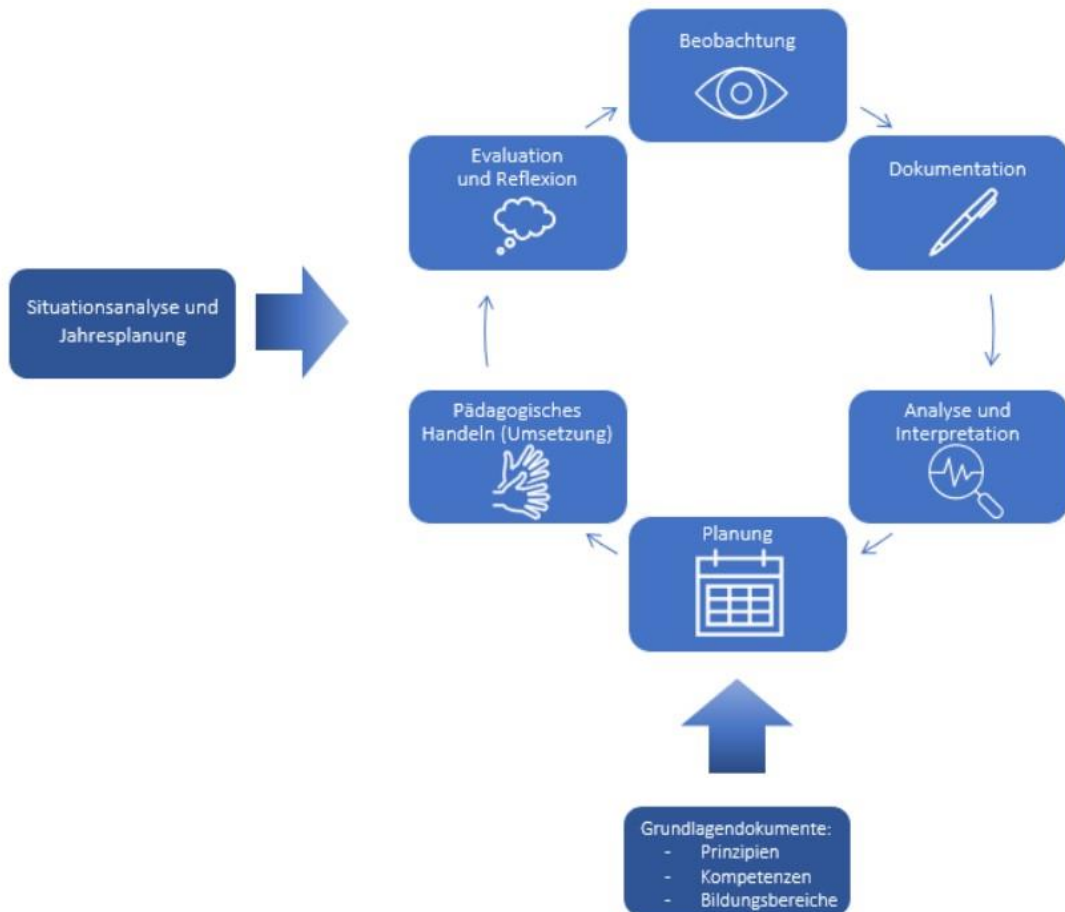 Beobachtung
Evaluation
und Reflexion
Dokumentation
Situationsanalyse und
Jahresplanung
Pädagogisches
Handeln (Umsetzung)
Analyse und
Interpretation
Planung
Grundlagendokumente:
- Prinzipien
- Kompetenzen
- Bildungsbereiche